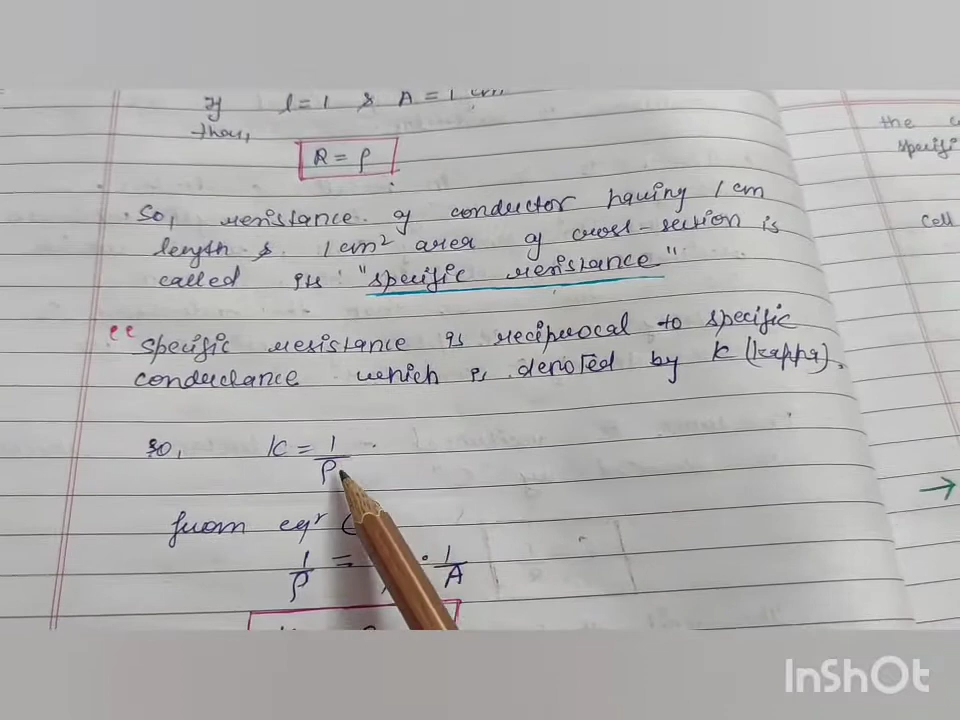 If l=1 & A=1 cm
then,
R = ρ
So, resistance of conductor having 1 cm
length & 1 cm² area of cross-section is
called its "specific resistance".
Specific resistance is reciprocal to specific
conductance which is denoted by K (kappa).
so, K = 1/ρ
from eqn (
1/ρ = · 1/A
the
specifi
Cell
InShOt